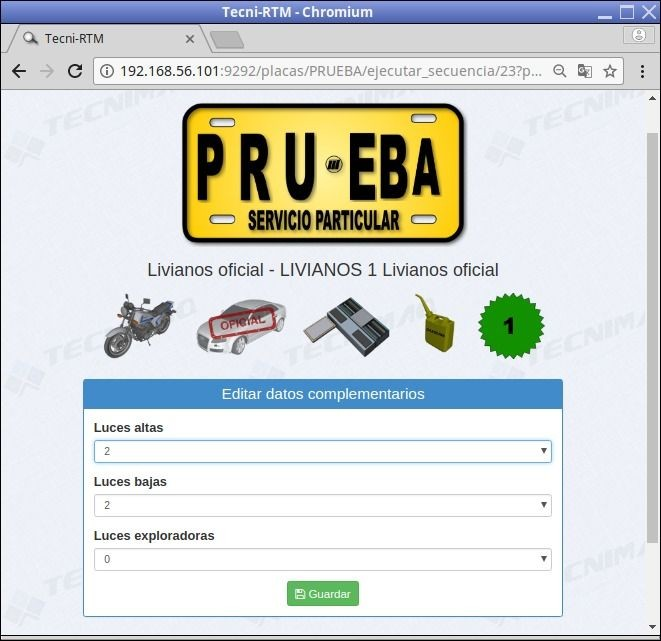 Tecni-RTM - Chromium
Tecni-RTM
192.168.56.101:9292/placas/PRUEBA/ejecutar_secuencia/23?p...
PRU EBA
SERVICIO PARTICULAR
Livianos oficial - LIVIANOS 1 Livianos oficial
OFICIAL
1
Editar datos complementarios
Luces altas
2
Luces bajas
2
Luces exploradoras
0
Guardar